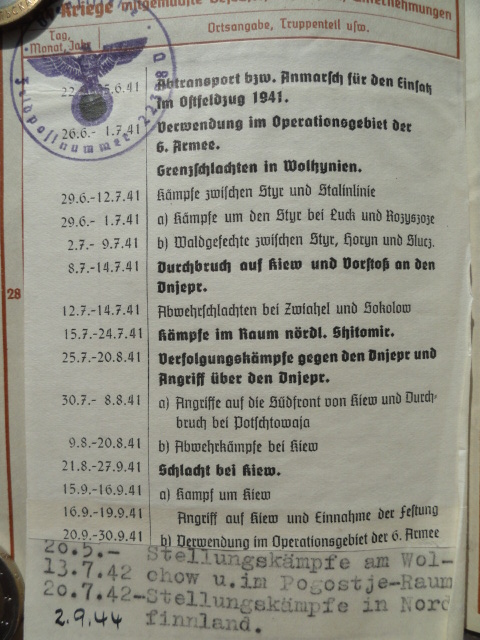 Kriege mitgemachte
Unternehmungen
Tag,
Monat, Jahr
Ortsangabe, Truppenteil usw.
Feldpostnummer
22. 5.6.41 Abtransport bzw. Anmarsch für den Einsatz
im Ostfeldzug 1941.
26.6.- 1.7.41 Verwendung im Operationsgebiet der
6. Armee.
Grenzschlachten in Wolhynien.
29.6.-12.7.41 Kämpfe zwischen Styr und Stalinlinie
29.6.- 1.7.41 a) Kämpfe um den Styr bei Luck und Rozyszoze
2.7.- 9.7.41 b) Waldgefechte zwischen Styr, Horyn und Slucz.
8.7.-14.7.41 Durchbruch auf Kiew und Vorstoß an den
Dnjepr.
28
12.7.-14.7.41 Abwehrschlachten bei Zwiahel und Sokolow
15.7.-24.7.41 Kämpfe im Raum nördl. Shitomir.
25.7.-20.8.41 Verfolgungskämpfe gegen den Dnjepr und
Angriff über den Dnjepr.
30.7.- 8.8.41 a) Angriffe auf die Südfront von Kiew und Durch-
bruch bei Potschtowaja
9.8.-20.8.41 b) Abwehrkämpfe bei Kiew
21.8.-27.9.41 Schlacht bei Kiew.
15.9.-16.9.41 a) Kampf um Kiew
16.9.-19.9.41 Angriff auf Kiew und Einnahme der Festung
20.9.-30.9.41 b) Verwendung im Operationsgebiet der 6. Armee
20.5.- Stellungskämpfe am Wol-
13.7.42 chow u.im Pogostje-Raum
20.7.42-Stellungskämpfe in Nord
2.9.44 finnland.